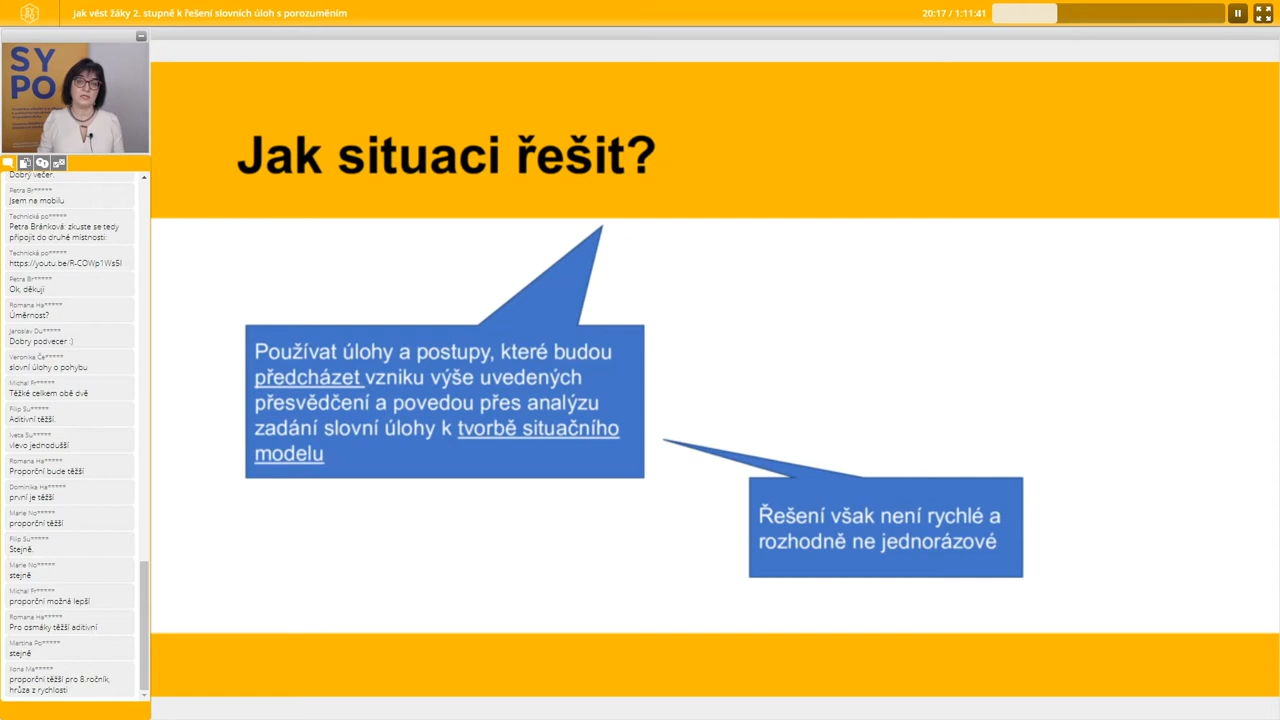 Jak vést žáky 2. stupně k řešení slovních úloh s porozuměním
20:17 / 1:11:41
SY
PO
Dobrý večer.
Petra Br*****
Jsem na mobilu
Technická po*****
Petra Bránková: zkuste se tedy
připojit do druhé místnosti:
Technická po*****
https://youtu.be/R-COWp1Ws5I
Petra Br*****
Ok, děkuji
Romana Ha*****
Úměrnost?
Jaroslav Du*****
Dobry podvecer :)
Veronika Če*****
slovní úlohy o pohybu
Michal Fr*****
Těžké celkem obě dvě
Filip Su*****
Aditivní těžší.
Iveta Su*****
vlevo jednodušší
Romana Ha*****
Proporční bude těžší
Dominika Ha*****
první je těžší
Marie No*****
proporční těžší
Filip Su*****
Stejně.
Marie No*****
stejně
Michal Fr*****
proporční možná lepší
Romana Ha*****
Pro osmáky těžší aditivní
Martina Po*****
stejně
Ilona Ma*****
proporční těžší pro 8.ročník,
hrůza z rychlosti
Jak situaci řešit?
Používat úlohy a postupy, které budou
předcházet vzniku výše uvedených
přesvědčení a povedou přes analýzu
zadání slovní úlohy k tvorbě situačního
modelu
Řešení však není rychlé a
rozhodně ne jednorázové